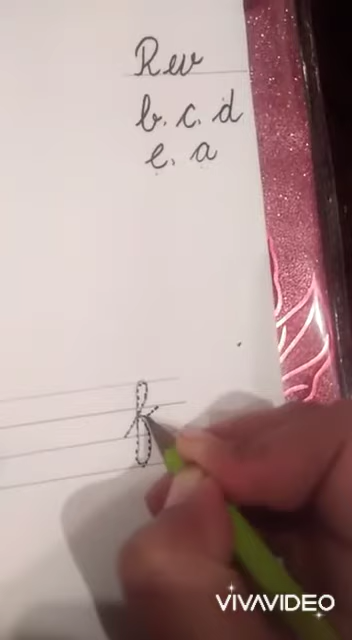 Rev
b. c. d
e. a
f
VIVAVIDEO